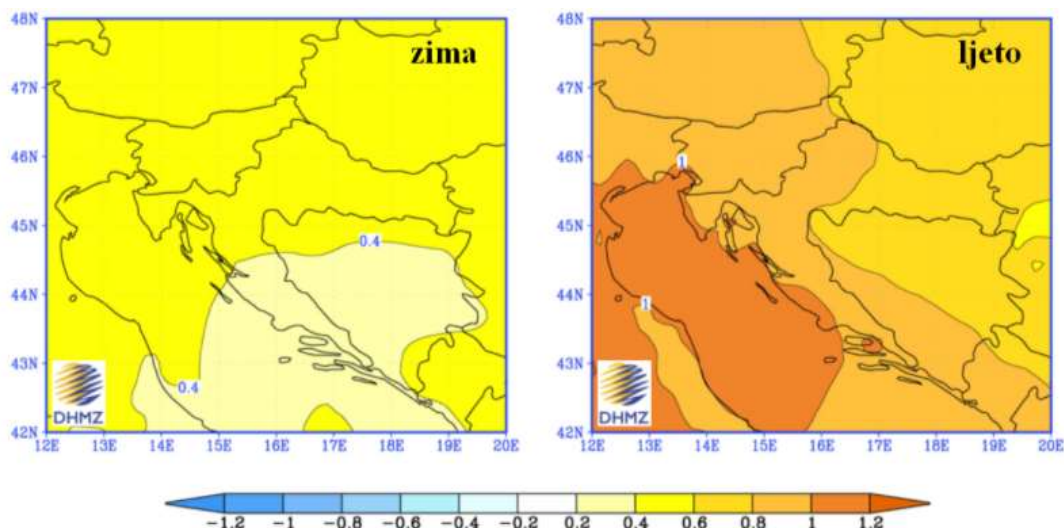 zima
48N
47N
46N
45N
44N
43N
42N
0.4
0.4
DHMZ
12E 13E 14E 15E 16E 17E 18E 19E 20E
ljeto
48N
47N
46N
45N
44N
43N
42N
1
1
DHMZ
12E 13E 14E 15E 16E 17E 18E 19E 20E
-1.2 -1 -0.8 -0.6 -0.4 -0.2 0.2 0.4 0.6 0.8 1 1.2